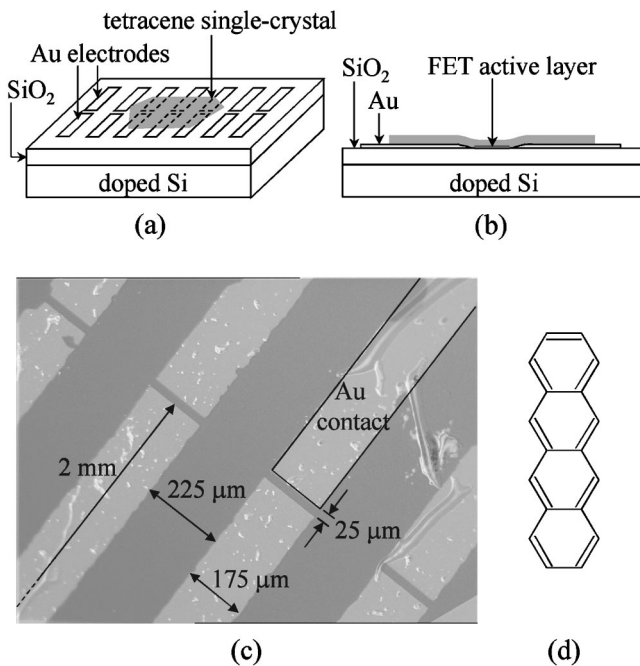 tetracene single-crystal
Au electrodes
SiO₂
doped Si
(a)
SiO₂
FET active layer
Au
doped Si
(b)
Au
contact
2 mm
225 μm
25 μm
175 μm
(c)
(d)